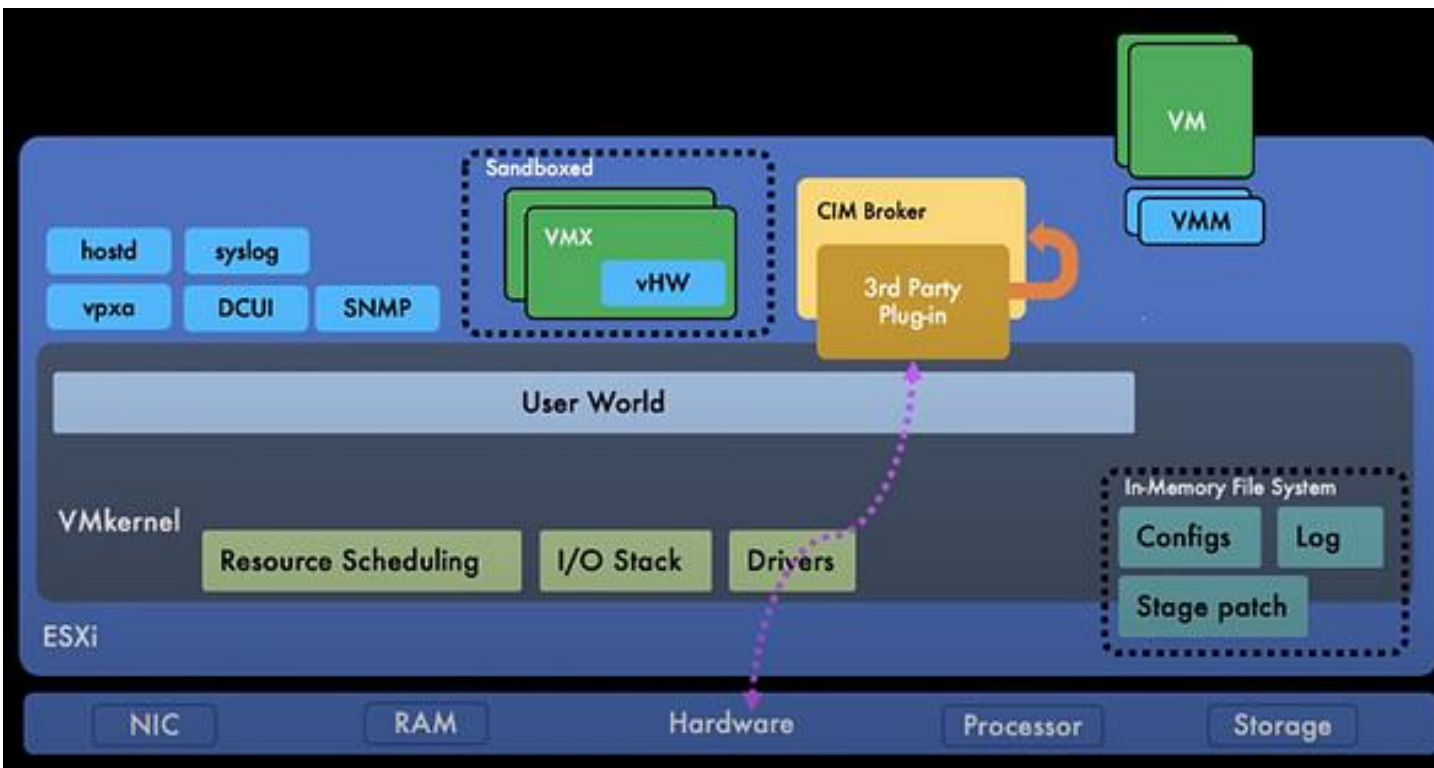 VM
VMM
Sandboxed
VMX
vHW
CIM Broker
3rd Party
Plug-in
hostd
syslog
vpxa
DCUI
SNMP
User World
VMkernel
Resource Scheduling
I/O Stack
Drivers
In-Memory File System
Configs
Log
Stage patch
ESXi
NIC
RAM
Hardware
Processor
Storage